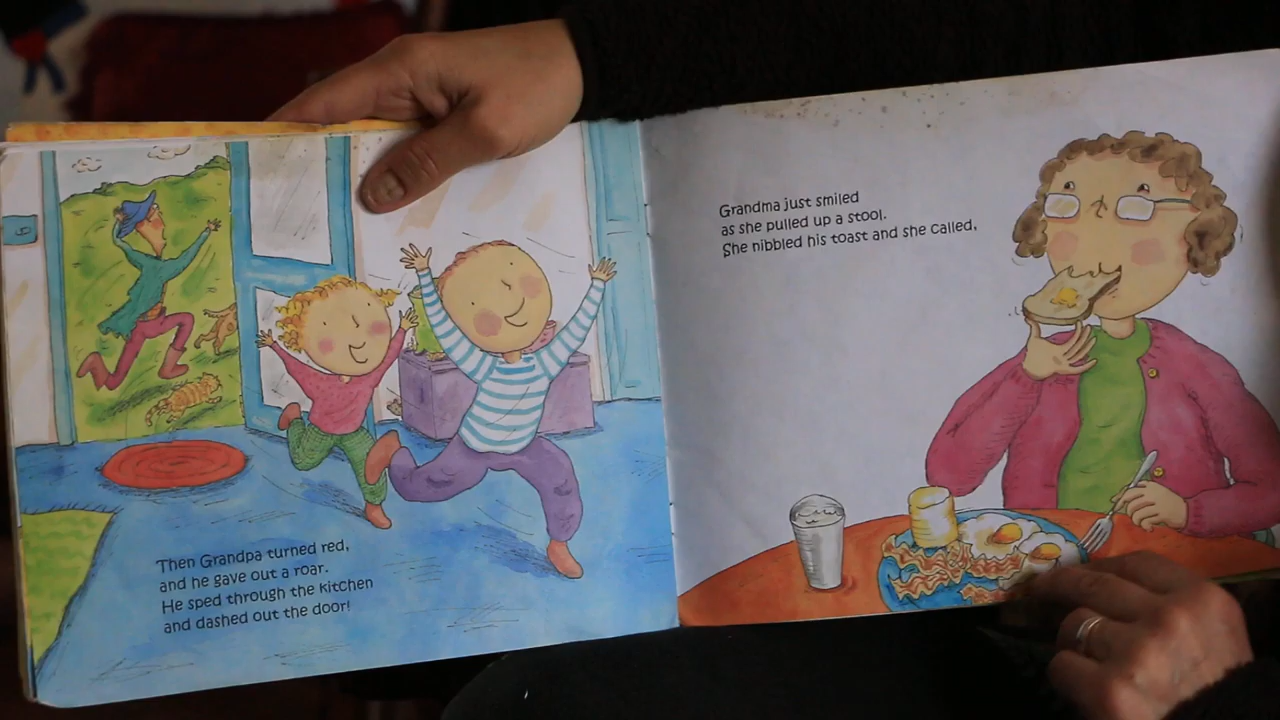 Then Grandpa turned red,
and he gave out a roar.
He sped through the kitchen
and dashed out the door!
Grandma just smiled
as she pulled up a stool.
She nibbled his toast and she called,